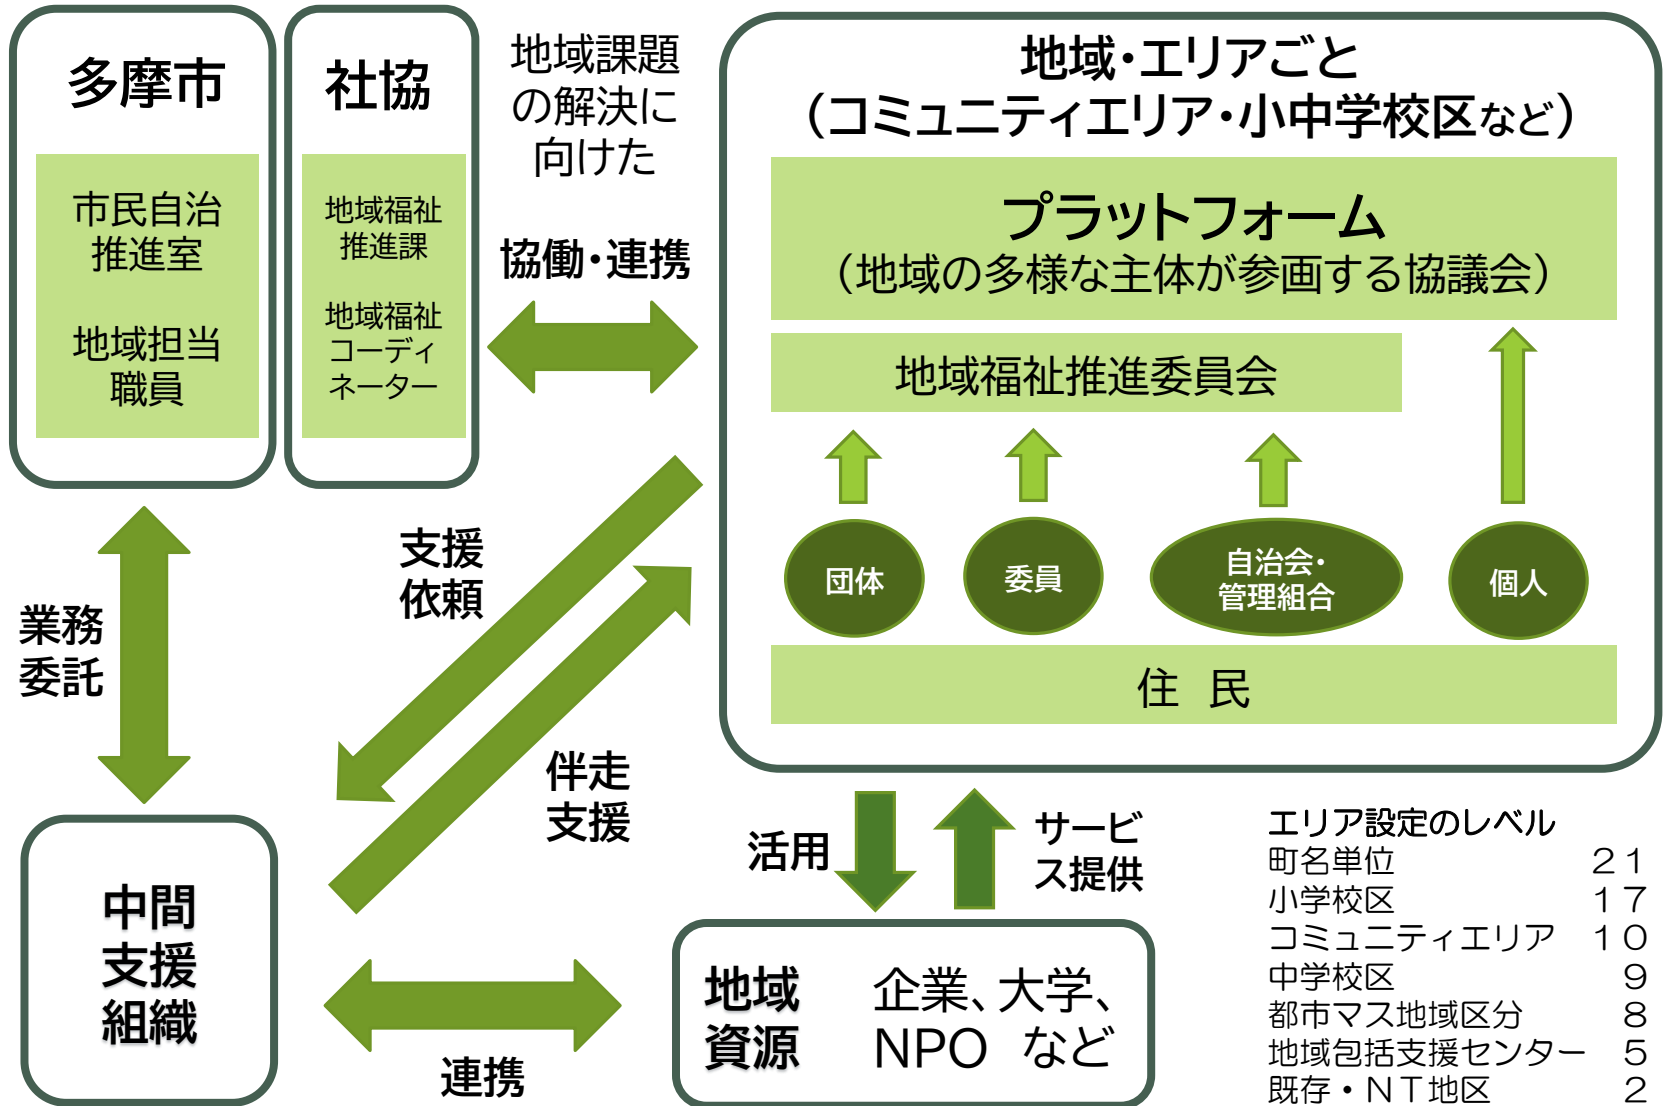 多摩市
市民自治
推進室
地域担当
職員
社協
地域福祉
推進課
地域福祉
コーディ
ネーター
地域課題
の解決に
向けた
協働・連携
地域・エリアごと
（コミュニティエリア・小中学校区など）
プラットフォーム
（地域の多様な主体が参画する協議会）
地域福祉推進委員会
団体
委員
自治会・
管理組合
個人
住 民
業務
委託
支援
依頼
伴走
支援
中間
支援
組織
連携
活用
サービ
ス提供
地域
資源
企業、大学、
NPO など
エリア設定のレベル
町名単位 ２１
小学校区 １７
コミュニティエリア １０
中学校区 ９
都市マス地域区分 ８
地域包括支援センター ５
既存・ＮＴ地区 ２